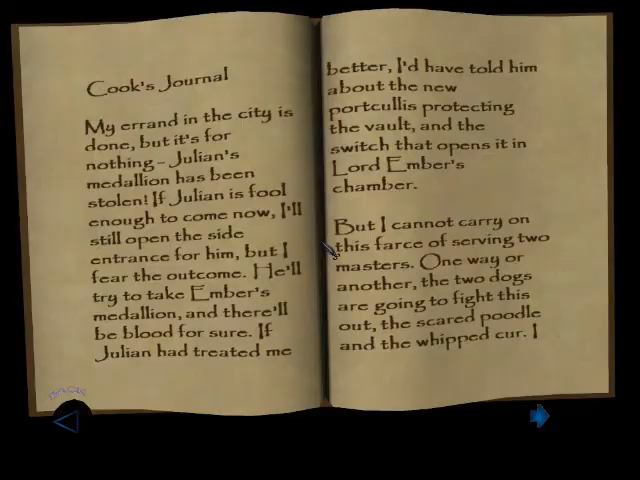 Cook's Journal
My errand in the city is
done, but it's for
nothing - Julian's
medallion has been
stolen! If Julian is fool
enough to come now, I'll
still open the side
entrance for him, but I
fear the outcome. He'll
try to take Ember's
medallion, and there'll
be blood for sure. If
Julian had treated me
better, I'd have told him
about the new
portcullis protecting
the vault, and the
switch that opens it in
Lord Ember's
chamber.
But I cannot carry on
this farce of serving two
masters. One way or
another, the two dogs
are going to fight this
out, the scared poodle
and the whipped cur. I